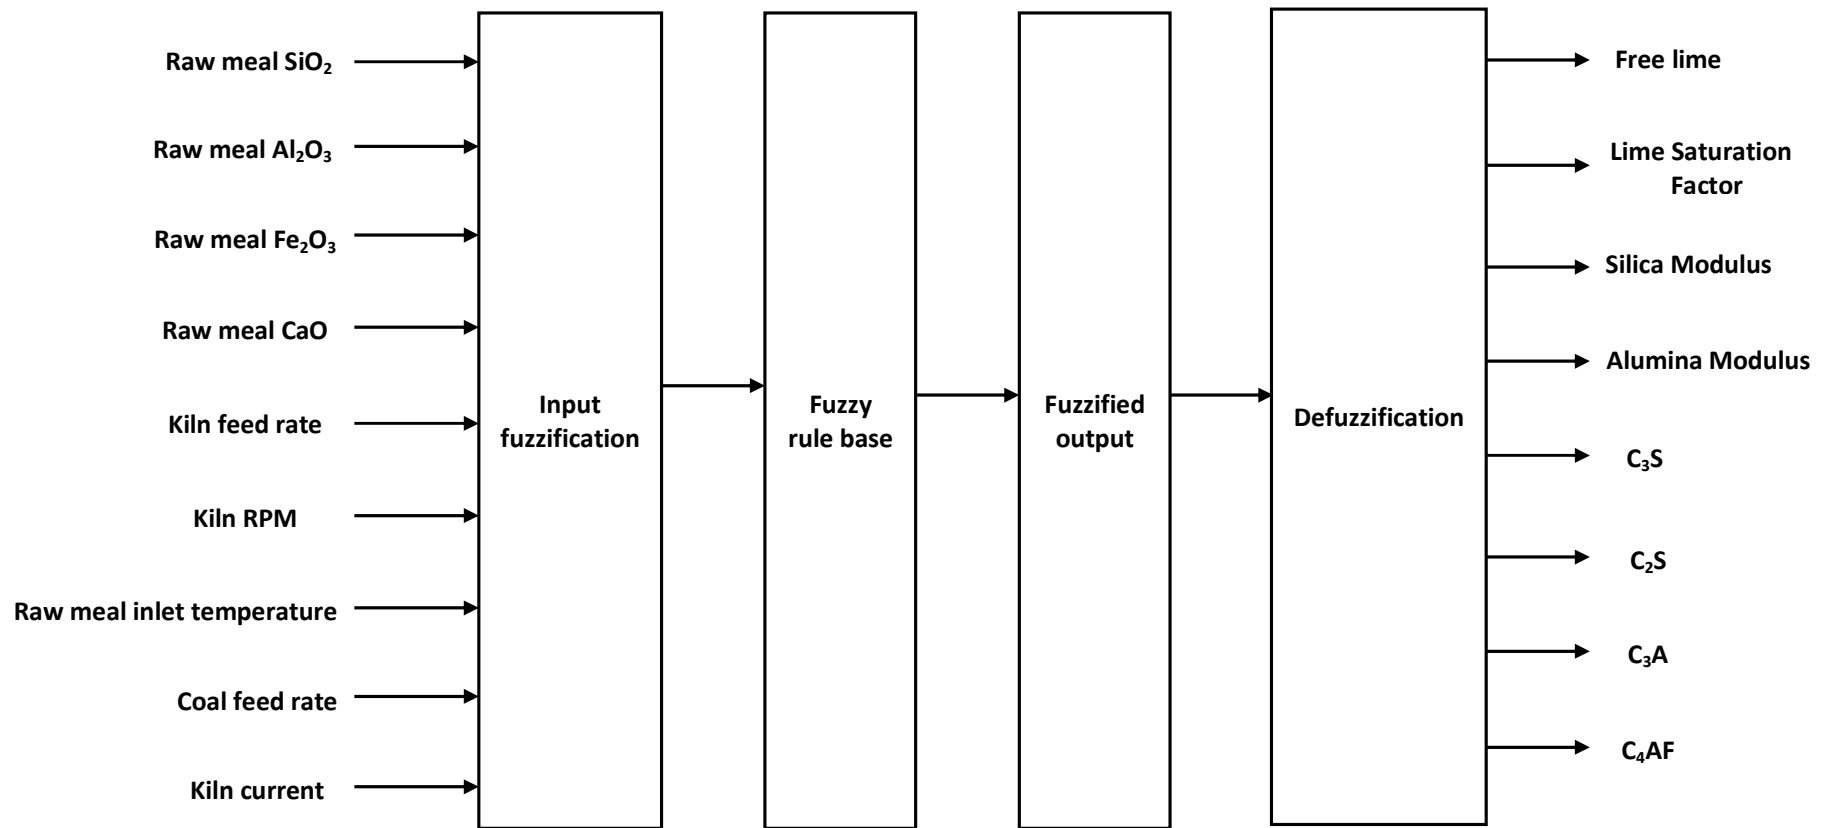 Raw meal SiO₂
Raw meal Al₂O₃
Raw meal Fe₂O₃
Raw meal CaO
Kiln feed rate
Kiln RPM
Raw meal inlet temperature
Coal feed rate
Kiln current
Input
fuzzification
Fuzzy
rule base
Fuzzified
output
Defuzzification
Free lime
Lime Saturation
Factor
Silica Modulus
Alumina Modulus
C₃S
C₂S
C₃A
C₄AF